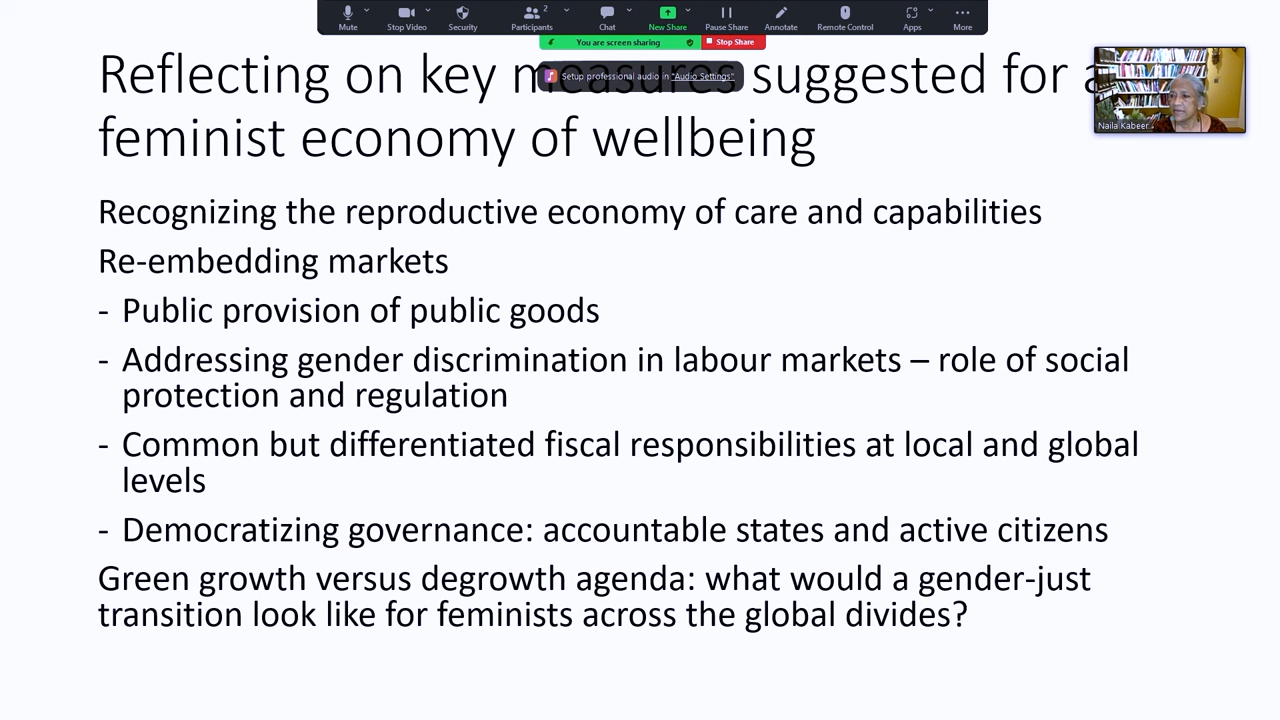 Mute
Stop Video
Security
2
Participants
Chat
New Share
Pause Share
Annotate
Remote Control
Apps
More
You are screen sharing
Stop Share
Setup professional audio in "Audio Settings"
Reflecting on key measures suggested for a
feminist economy of wellbeing
Naila Kabeer
Recognizing the reproductive economy of care and capabilities
Re-embedding markets
- Public provision of public goods
- Addressing gender discrimination in labour markets – role of social
protection and regulation
- Common but differentiated fiscal responsibilities at local and global
levels
- Democratizing governance: accountable states and active citizens
Green growth versus degrowth agenda: what would a gender-just
transition look like for feminists across the global divides?